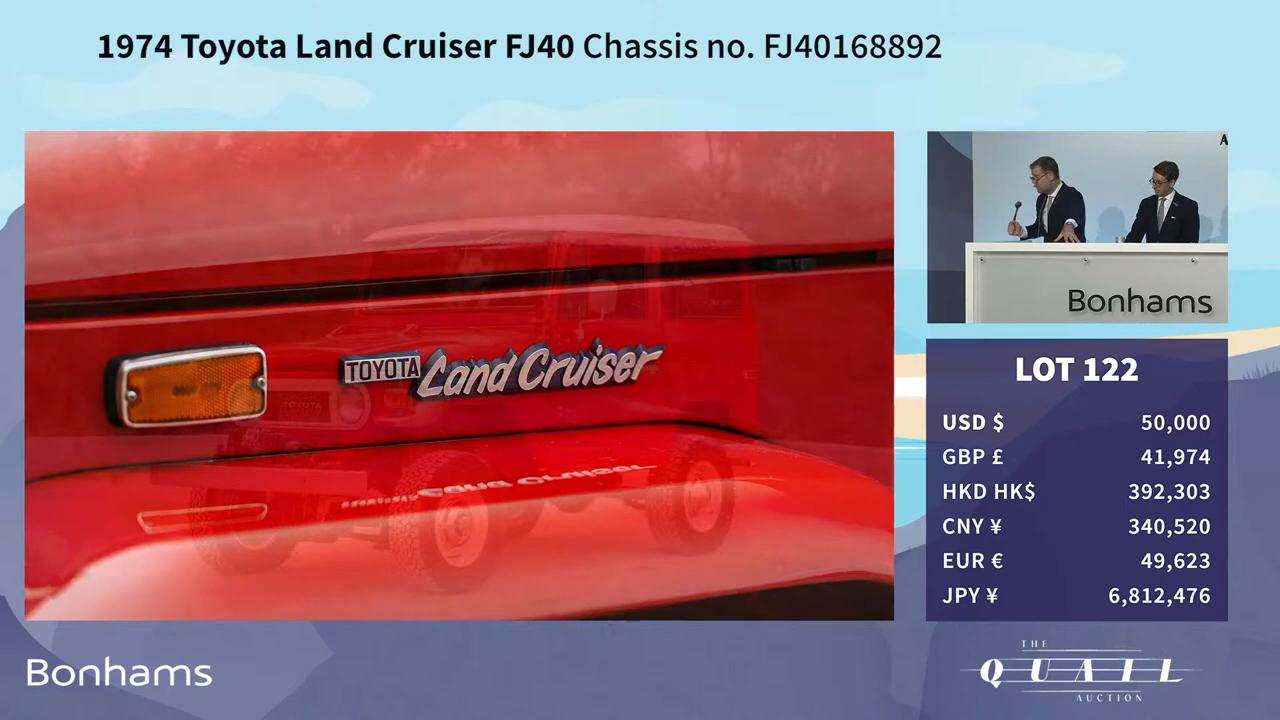 1974 Toyota Land Cruiser FJ40 Chassis no. FJ40168892
TOYOTA Land Cruiser
A
Bonhams
LOT 122
USD $ 50,000
GBP £ 41,974
HKD HK$ 392,303
CNY ¥ 340,520
EUR € 49,623
JPY ¥ 6,812,476
Bonhams
THE
QUAIL
AUCTION